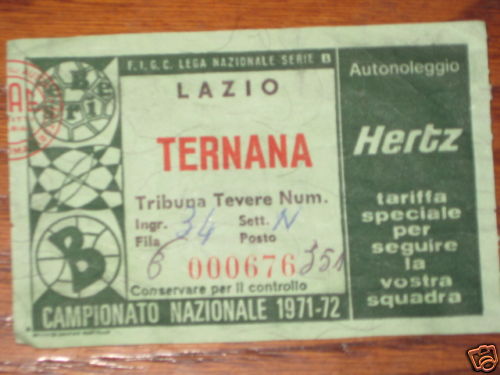 F.I.G.C. LEGA NAZIONALE SERIE B
LAZIO
TERNANA
Tribuna Tevere Num.
Ingr. 34 Sett. N
Fila 6 Posto 351
000676
Conservare per il controllo
CAMPIONATO NAZIONALE 1971-72
Serie
B
B
Autonoleggio
Hertz
tariffa
speciale
per
seguire
la
vostra
squadra